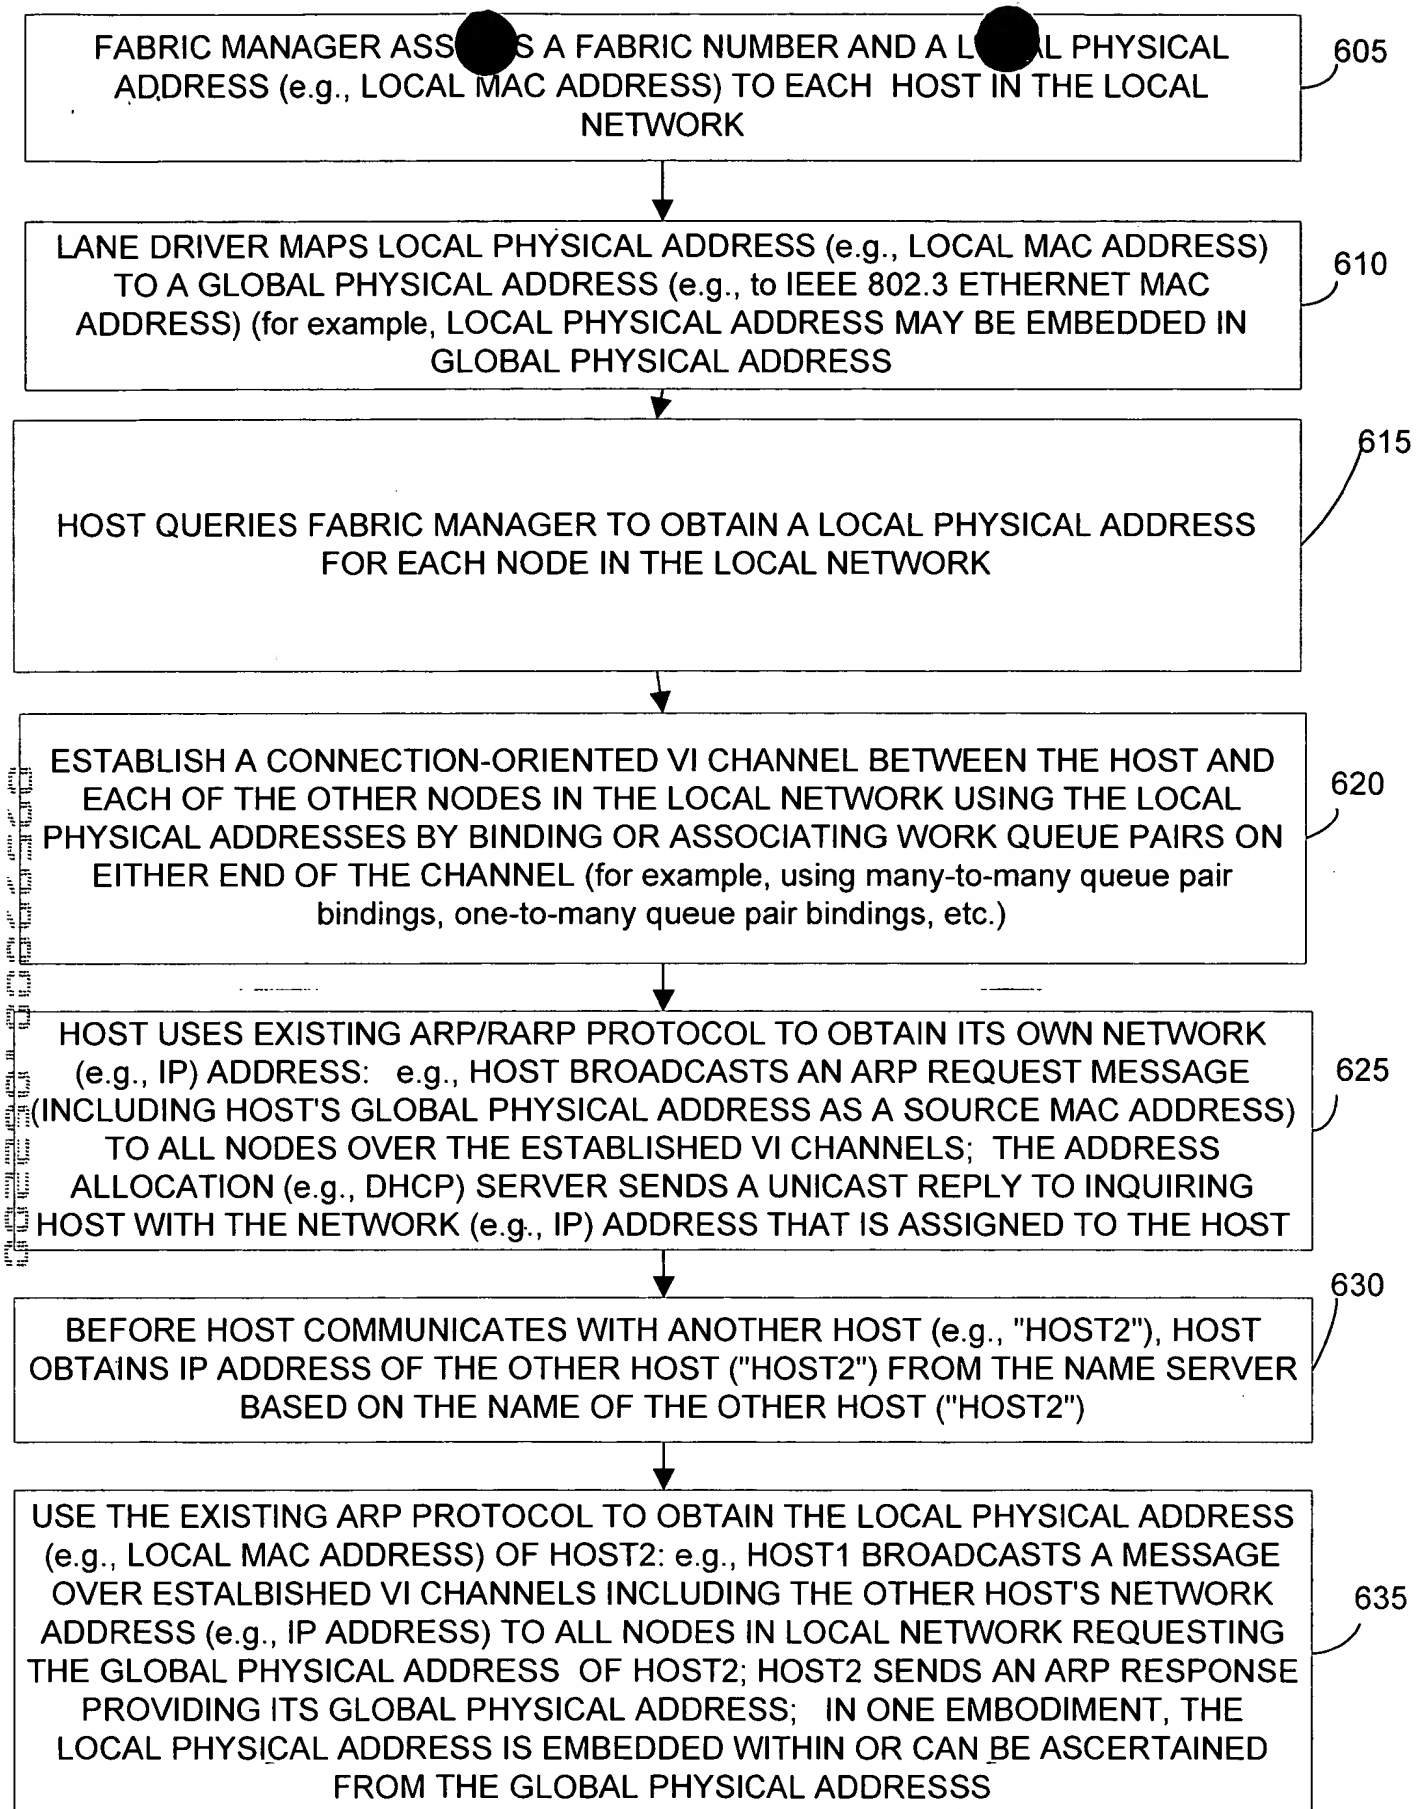 FABRIC MANAGER A FABRIC NUMBER AND A PHYSICAL
ADDRESS (e.g., LOCAL MAC ADDRESS) TO EACH HOST IN THE LOCAL
NETWORK
605
LANE DRIVER MAPS LOCAL PHYSICAL ADDRESS (e.g., LOCAL MAC ADDRESS)
TO A GLOBAL PHYSICAL ADDRESS (e.g., to IEEE 802.3 ETHERNET MAC
ADDRESS) (for example, LOCAL PHYSICAL ADDRESS MAY BE EMBEDDED IN
GLOBAL PHYSICAL ADDRESS
610
HOST QUERIES FABRIC MANAGER TO OBTAIN A LOCAL PHYSICAL ADDRESS
FOR EACH NODE IN THE LOCAL NETWORK
615
ESTABLISH A CONNECTION-ORIENTED VI CHANNEL BETWEEN THE HOST AND
EACH OF THE OTHER NODES IN THE LOCAL NETWORK USING THE LOCAL
PHYSICAL ADDRESSES BY BINDING OR ASSOCIATING WORK QUEUE PAIRS ON
EITHER END OF THE CHANNEL (for example, using many-to-many queue pair
bindings, one-to-many queue pair bindings, etc.)
620
HOST USES EXISTING ARP/RARP PROTOCOL TO OBTAIN ITS OWN NETWORK
(e.g., IP) ADDRESS: e.g., HOST BROADCASTS AN ARP REQUEST MESSAGE
(INCLUDING HOST'S GLOBAL PHYSICAL ADDRESS AS A SOURCE MAC ADDRESS)
TO ALL NODES OVER THE ESTABLISHED VI CHANNELS; THE ADDRESS
ALLOCATION (e.g., DHCP) SERVER SENDS A UNICAST REPLY TO INQUIRING
HOST WITH THE NETWORK (e.g., IP) ADDRESS THAT IS ASSIGNED TO THE HOST
625
BEFORE HOST COMMUNICATES WITH ANOTHER HOST (e.g., "HOST2"), HOST
OBTAINS IP ADDRESS OF THE OTHER HOST ("HOST2") FROM THE NAME SERVER
BASED ON THE NAME OF THE OTHER HOST ("HOST2")
630
USE THE EXISTING ARP PROTOCOL TO OBTAIN THE LOCAL PHYSICAL ADDRESS
(e.g., LOCAL MAC ADDRESS) OF HOST2: e.g., HOST1 BROADCASTS A MESSAGE
OVER ESTALBISHED VI CHANNELS INCLUDING THE OTHER HOST'S NETWORK
ADDRESS (e.g., IP ADDRESS) TO ALL NODES IN LOCAL NETWORK REQUESTING
THE GLOBAL PHYSICAL ADDRESS OF HOST2; HOST2 SENDS AN ARP RESPONSE
PROVIDING ITS GLOBAL PHYSICAL ADDRESS; IN ONE EMBODIMENT, THE
LOCAL PHYSICAL ADDRESS IS EMBEDDED WITHIN OR CAN BE ASCERTAINED
FROM THE GLOBAL PHYSICAL ADDRESSS
635